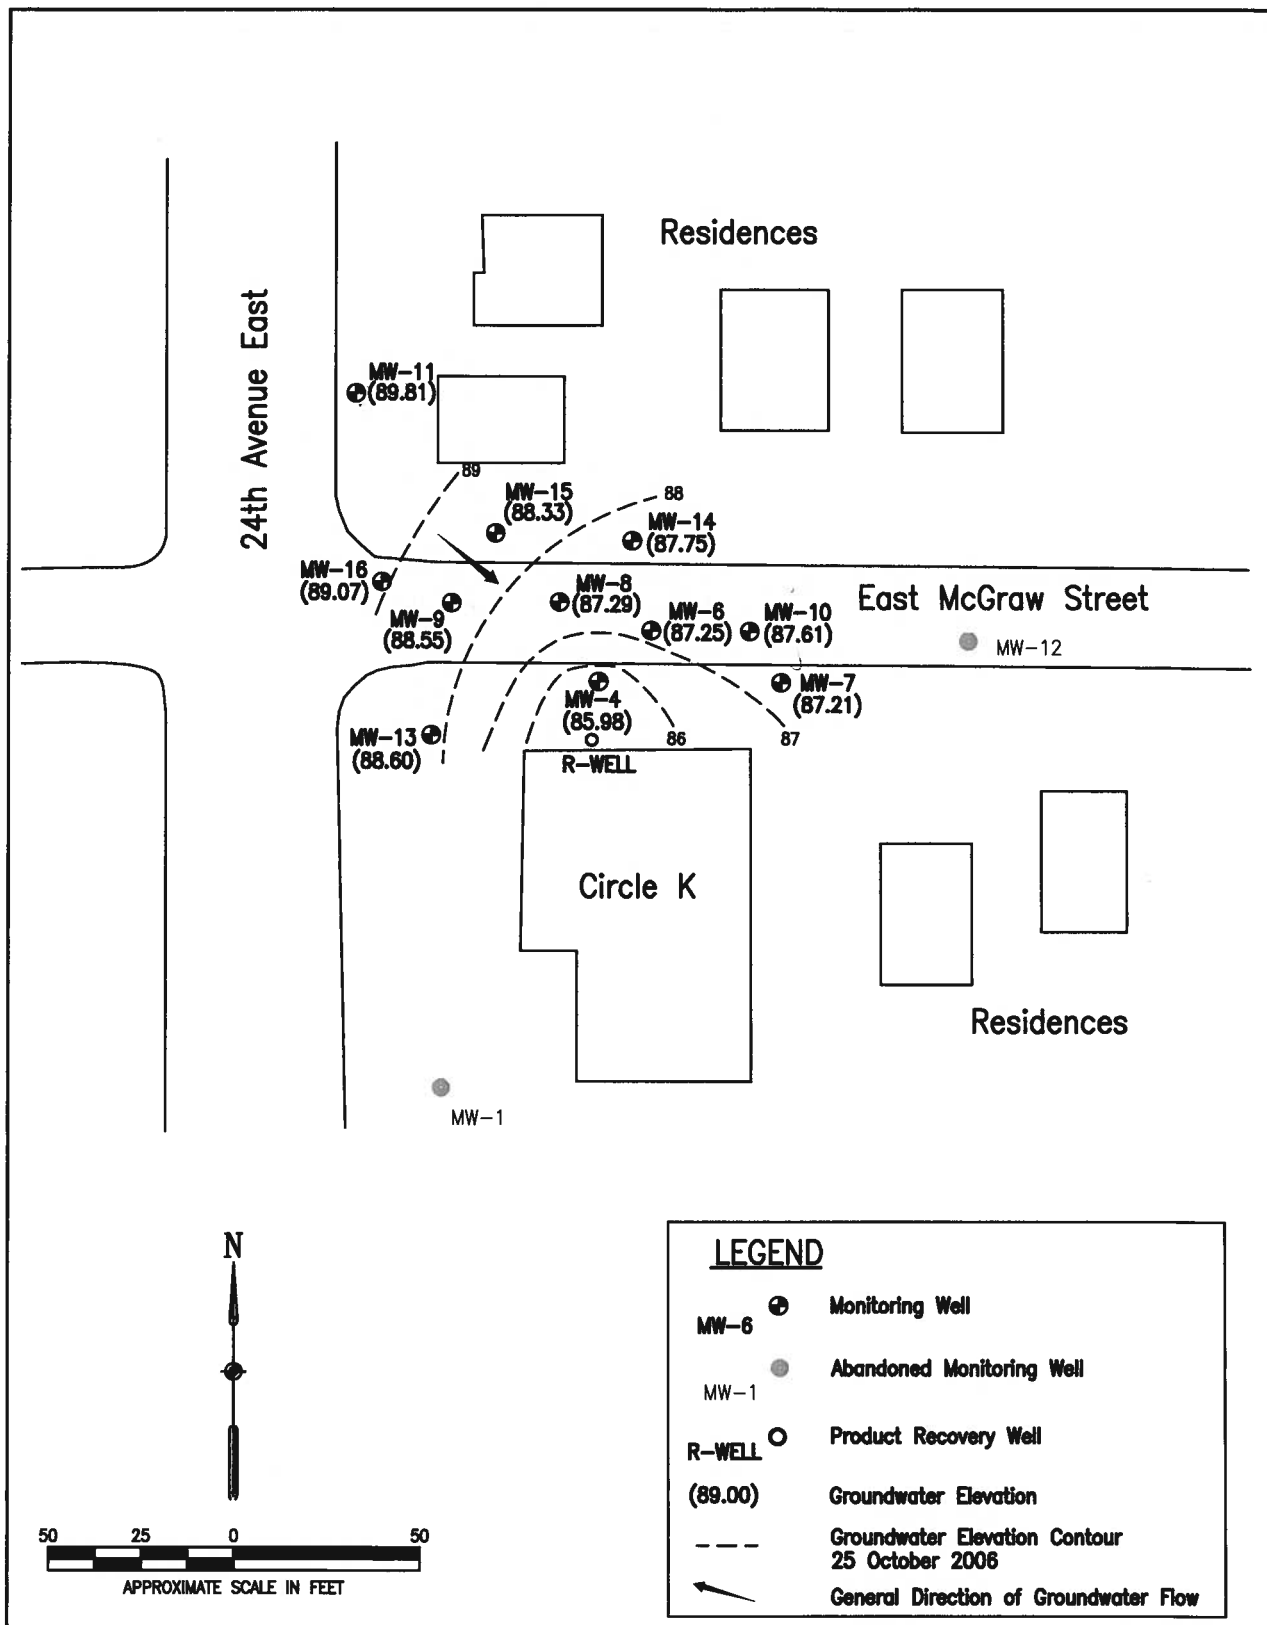 Residences
24th Avenue East
MW-11
(89.81)
89
MW-15
(88.33)
88
MW-14
(87.75)
MW-16
(89.07)
MW-9
(88.55)
MW-8
(87.29)
MW-6
(87.25)
MW-10
(87.61)
East McGraw Street
MW-12
MW-7
(87.21)
MW-4
(85.98)
MW-13
(88.60)
86
87
R-WELL
Circle K
Residences
MW-1
N
50 25 0 50
APPROXIMATE SCALE IN FEET
LEGEND
MW-6 Monitoring Well
MW-1 Abandoned Monitoring Well
R-WELL Product Recovery Well
(89.00) Groundwater Elevation
Groundwater Elevation Contour
25 October 2006
General Direction of Groundwater Flow